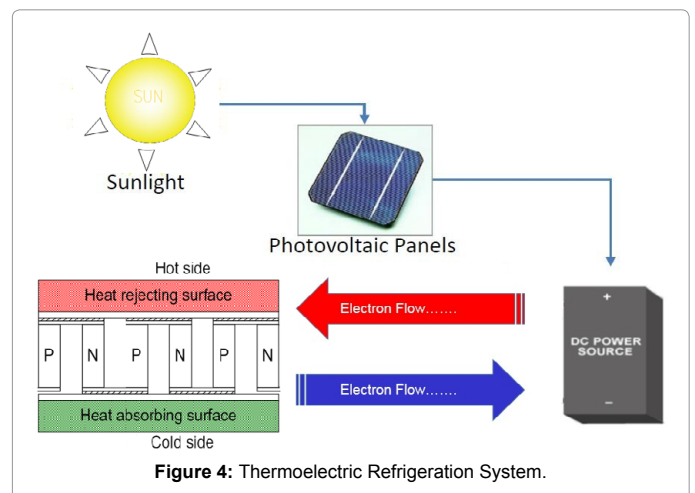 SUN
Sunlight
Photovoltaic Panels
Hot side
Heat rejecting surface
Electron Flow.......
+
DC POWER
SOURCE
P N P N P N
Electron Flow.......
Heat absorbing surface
–
Cold side
Figure 4: Thermoelectric Refrigeration System.